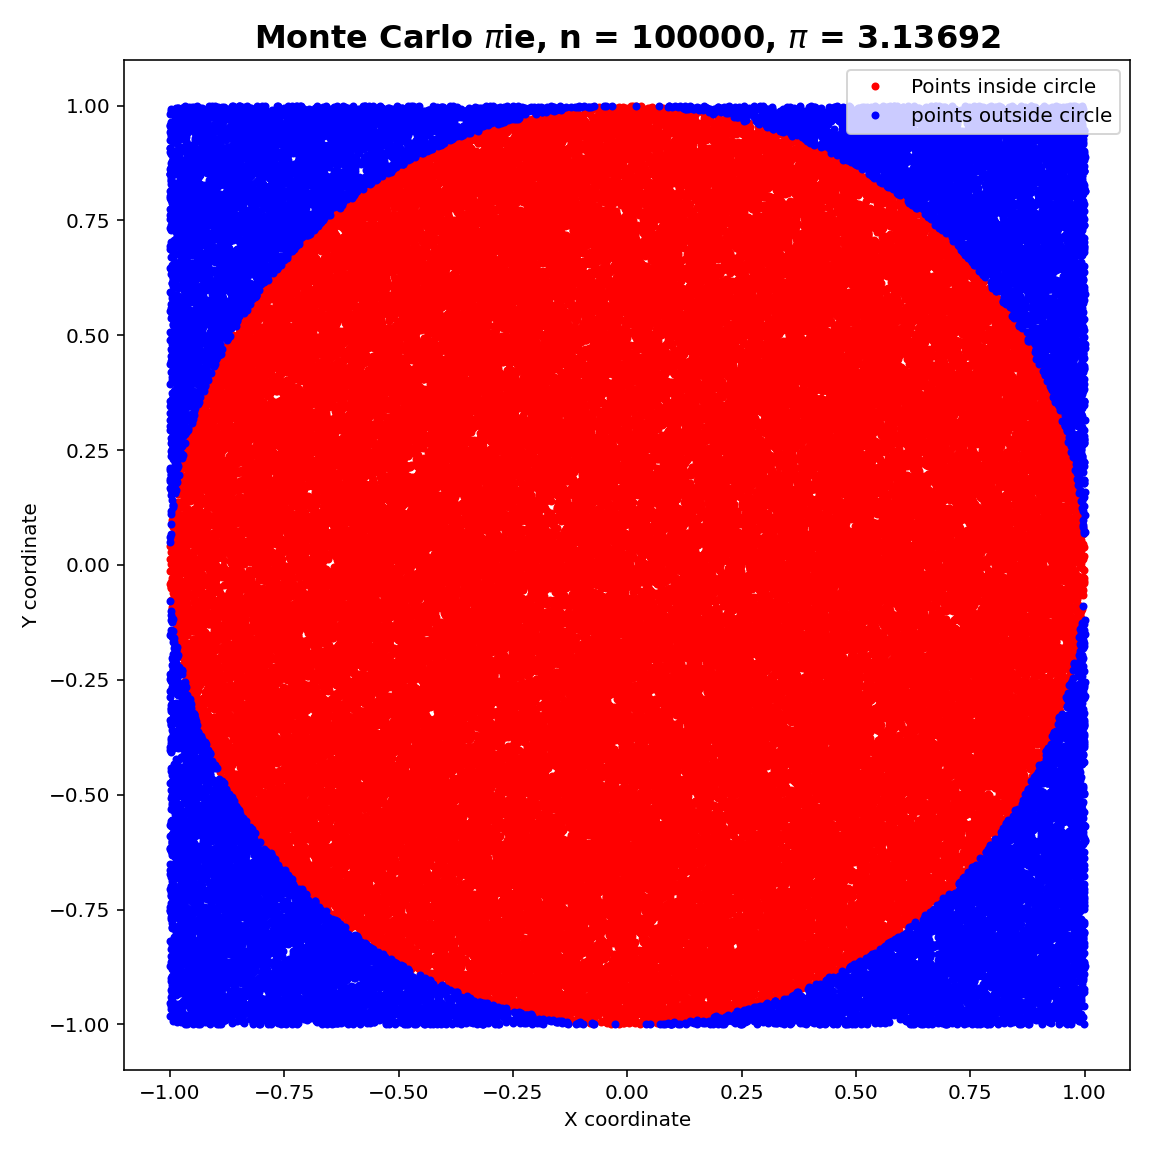 Monte Carlo πie, n = 100000, π = 3.13692
Points inside circle
points outside circle
1.00
0.75
0.50
0.25
0.00
−0.25
−0.50
−0.75
−1.00
Y coordinate
−1.00 −0.75 −0.50 −0.25 0.00 0.25 0.50 0.75 1.00
X coordinate